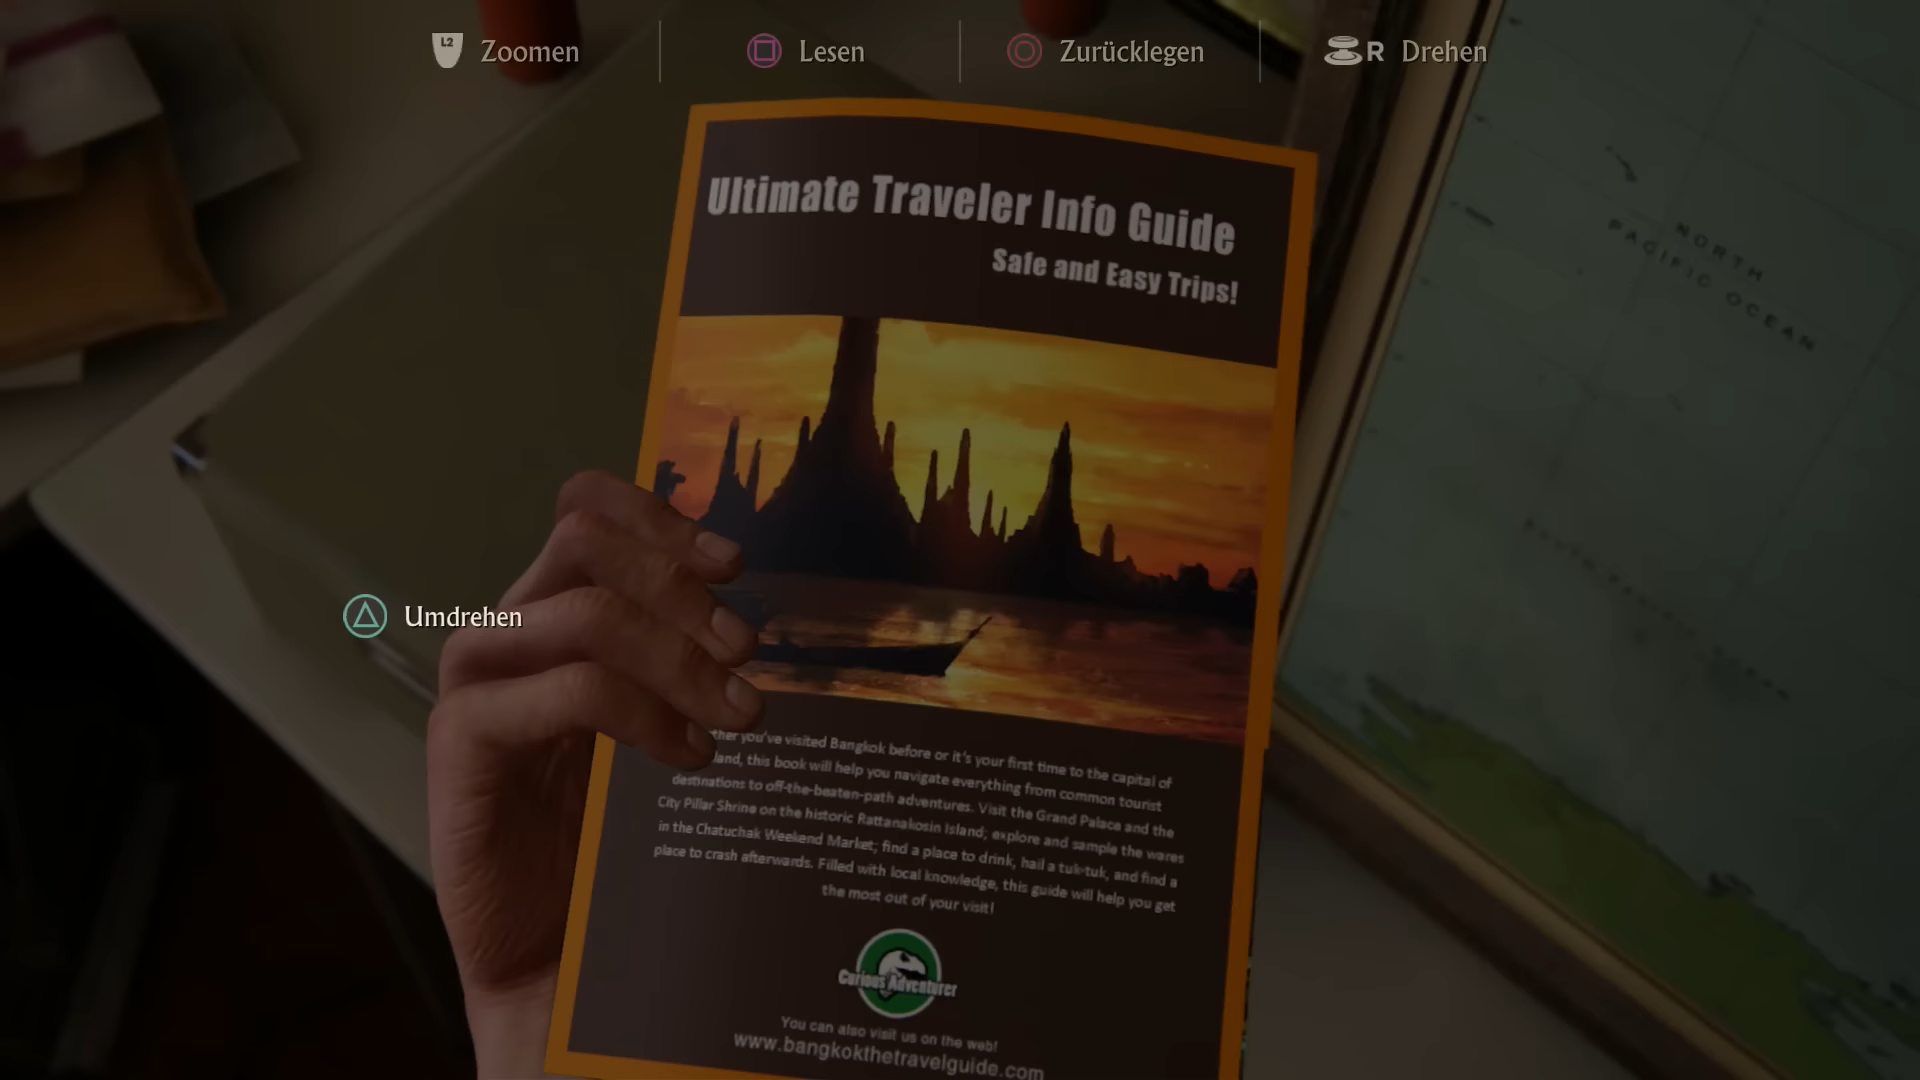 L2 Zoomen
Lesen
Zurücklegen
R Drehen
Ultimate Traveler Info Guide
Safe and Easy Trips!
NORTH
PACIFIC OCEAN
Umdrehen
you've visited Bangkok before or it's your first time to the capital of
this book will help you navigate everything from common tourist
destinations to off-the-beaten-path adventures. Visit the Grand Palace and the
City Pillar Shrine on the historic Rattanakosin Island; explore and sample the wares
in the Chatuchak Weekend Market; find a place to drink, hail a tuk-tuk, and find a
place to crash afterwards. Filled with local knowledge, this guide will help you get
the most out of your visit!
Curious Adventurer
You can also visit us on the web!
www.bangkokthetravelguide.com